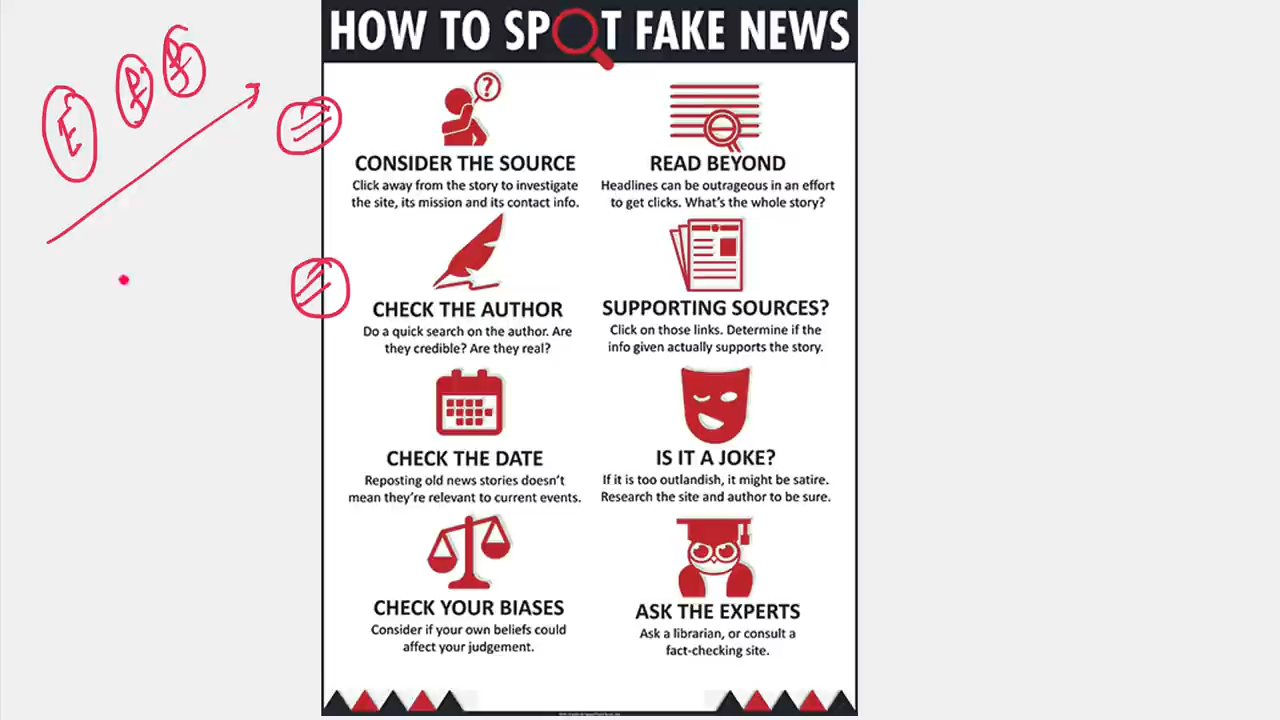 HOW TO SPOT FAKE NEWS
CONSIDER THE SOURCE
Click away from the story to investigate
the site, its mission and its contact info.
READ BEYOND
Headlines can be outrageous in an effort
to get clicks. What's the whole story?
CHECK THE AUTHOR
Do a quick search on the author. Are
they credible? Are they real?
SUPPORTING SOURCES?
Click on those links. Determine if the
info given actually supports the story.
CHECK THE DATE
Reposting old news stories doesn't
mean they're relevant to current events.
IS IT A JOKE?
If it is too outlandish, it might be satire.
Research the site and author to be sure.
CHECK YOUR BIASES
Consider if your own beliefs could
affect your judgement.
ASK THE EXPERTS
Ask a librarian, or consult a
fact-checking site.